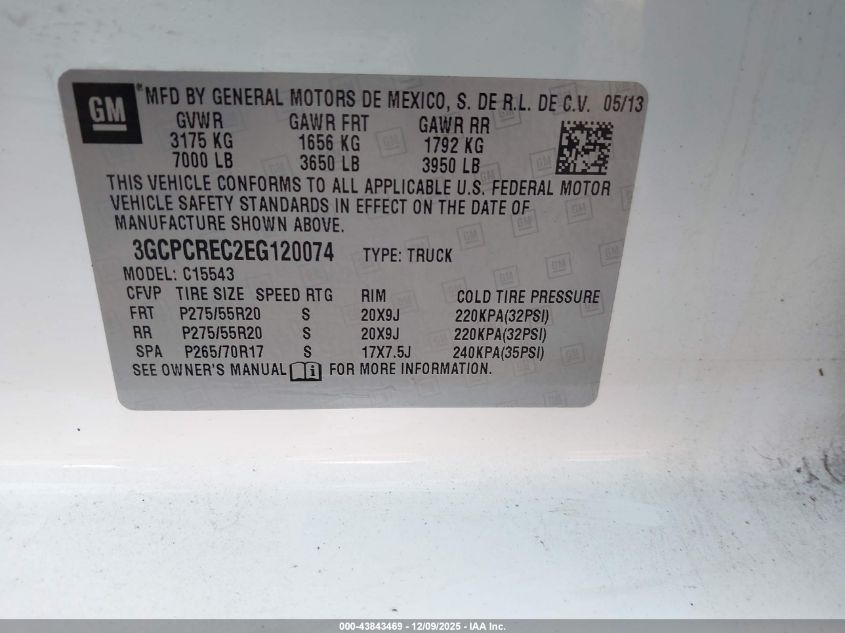 GM ® MFD BY GENERAL MOTORS DE MEXICO, S. DE R.L. DE C.V. 05/13
GVWR GAWR FRT GAWR RR
3175 KG 1656 KG 1792 KG
7000 LB 3650 LB 3950 LB
THIS VEHICLE CONFORMS TO ALL APPLICABLE U.S. FEDERAL MOTOR
VEHICLE SAFETY STANDARDS IN EFFECT ON THE DATE OF
MANUFACTURE SHOWN ABOVE.
3GCPCREC2EG120074 TYPE: TRUCK
MODEL: C15543
CFVP TIRE SIZE SPEED RTG RIM COLD TIRE PRESSURE
FRT P275/55R20 S 20X9J 220KPA(32PSI)
RR P275/55R20 S 20X9J 220KPA(32PSI)
SPA P265/70R17 S 17X7.5J 240KPA(35PSI)
SEE OWNER'S MANUAL i FOR MORE INFORMATION.
000-43843469 - 12/09/2025 - IAA Inc.